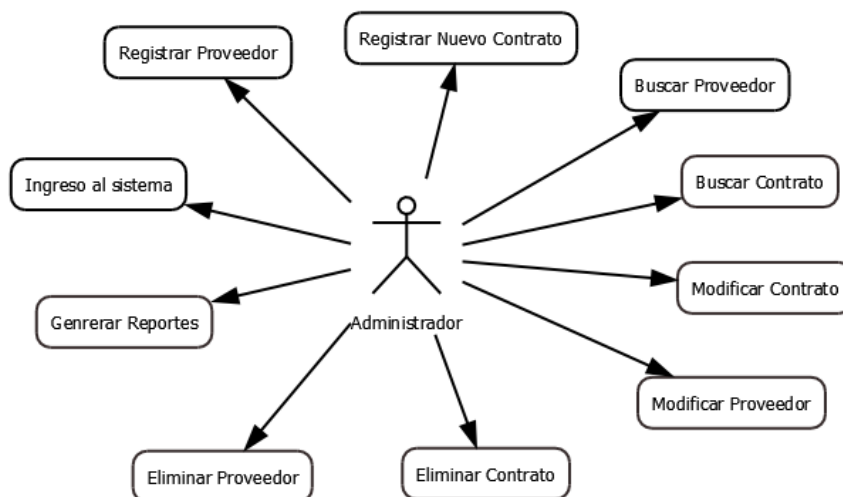 Registrar Nuevo Contrato
Registrar Proveedor
Buscar Proveedor
Ingreso al sistema
Buscar Contrato
Modificar Contrato
Genrerar Reportes
Administrador
Modificar Proveedor
Eliminar Proveedor
Eliminar Contrato